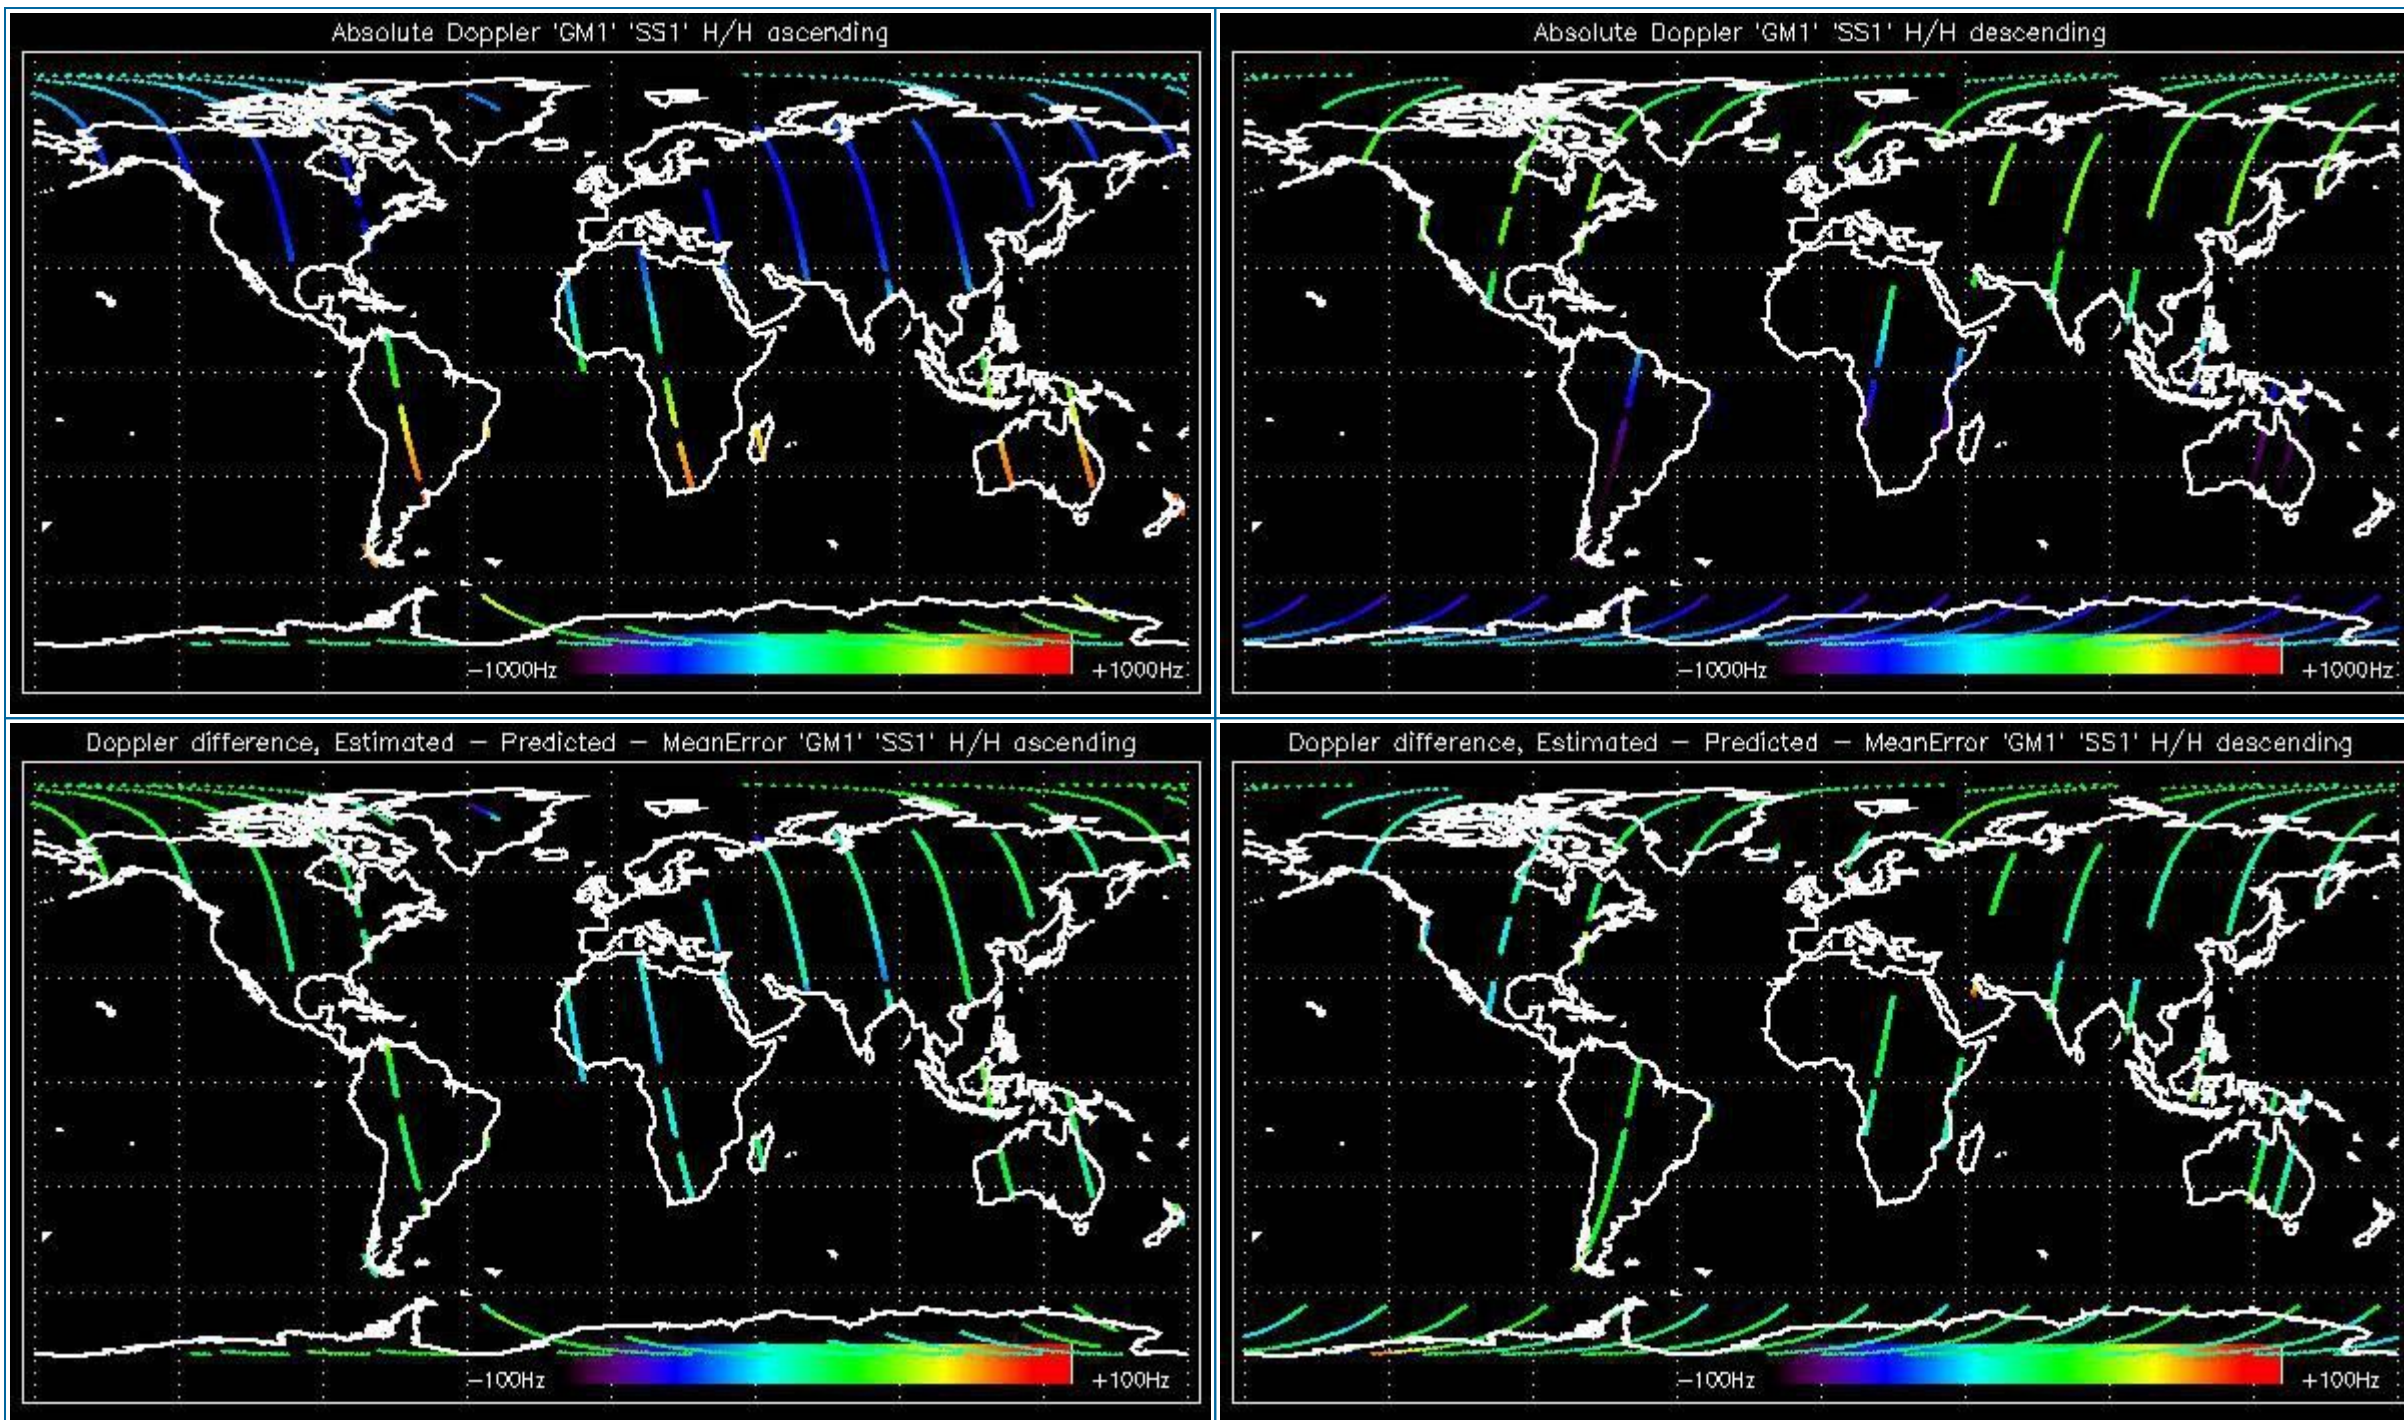 Absolute Doppler 'GM1' 'SS1' H/H ascending
-1000Hz
+1000Hz
Absolute Doppler 'GM1' 'SS1' H/H descending
-1000Hz
+1000Hz
Doppler difference, Estimated - Predicted - MeanError 'GM1' 'SS1' H/H ascending
-100Hz
+100Hz
Doppler difference, Estimated - Predicted - MeanError 'GM1' 'SS1' H/H descending
-100Hz
+100Hz